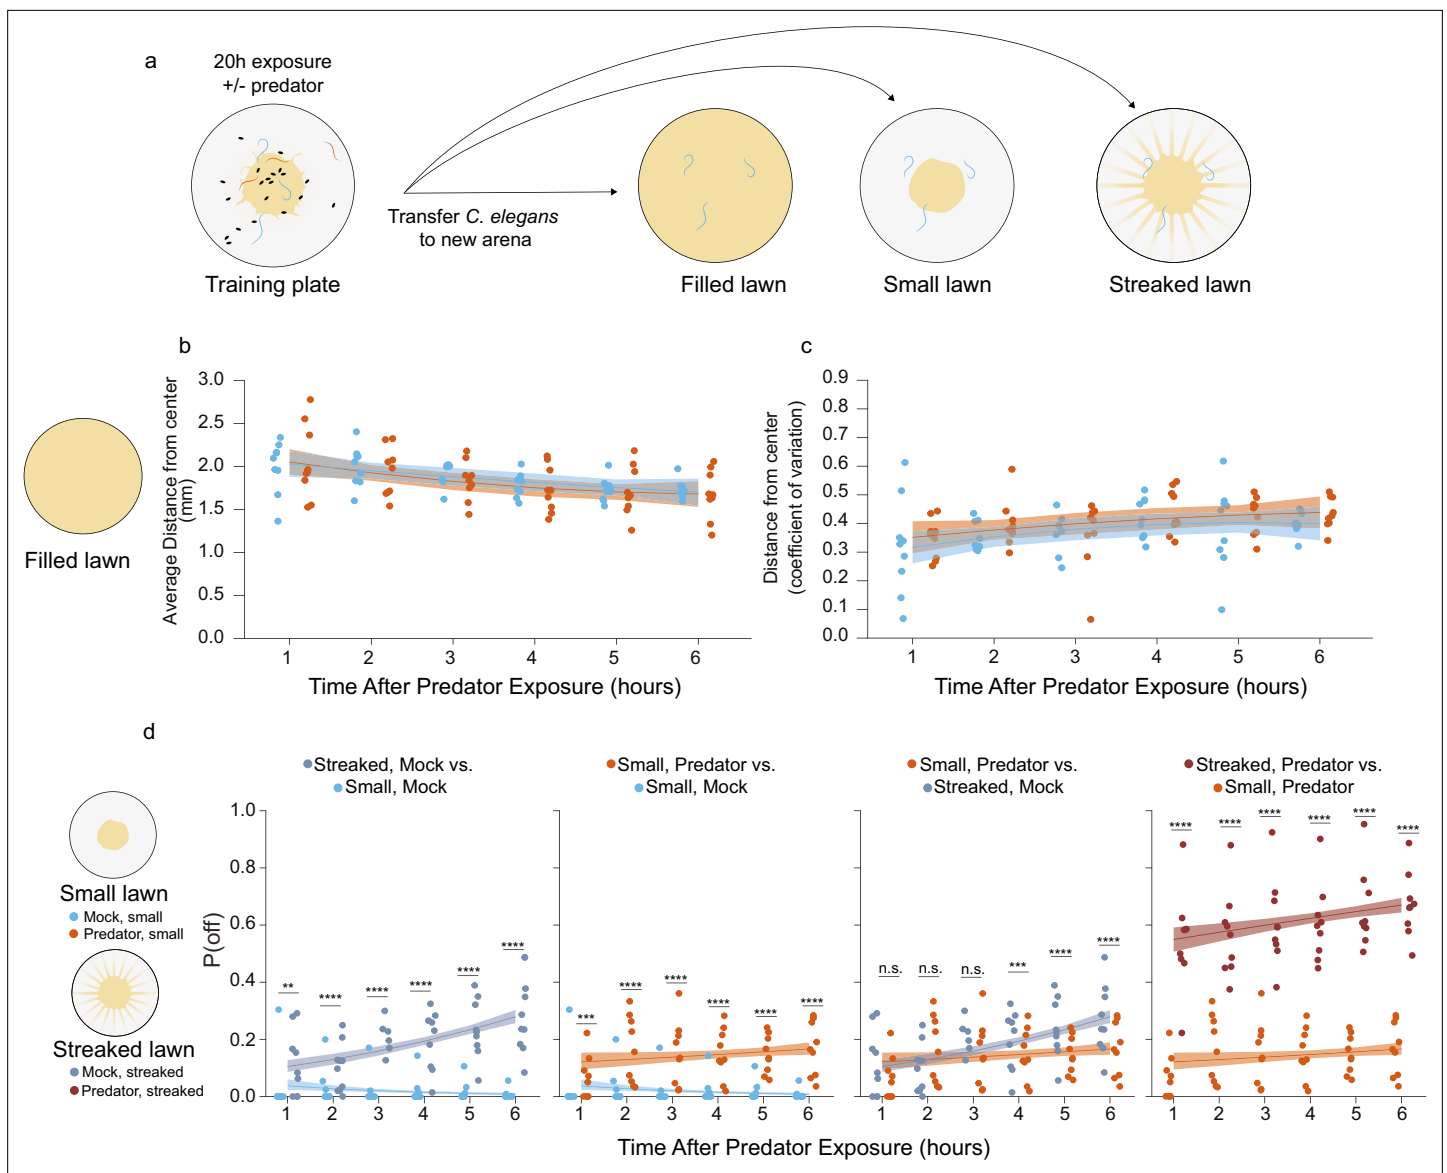 a
20h exposure
+/- predator
Training plate
Transfer C. elegans
to new arena
Filled lawn
Small lawn
Streaked lawn
b
Average Distance from center
(mm)
3.0
2.5
2.0
1.5
1.0
0.5
0.0
1 2 3 4 5 6
Time After Predator Exposure (hours)
Filled lawn
c
Distance from center
(coefficient of variation)
0.9
0.8
0.7
0.6
0.5
0.4
0.3
0.2
0.1
0.0
1 2 3 4 5 6
Time After Predator Exposure (hours)
d
Small lawn
Mock, small
Predator, small
Streaked lawn
Mock, streaked
Predator, streaked
P(off)
1.0
0.8
0.6
0.4
0.2
0.0
Streaked, Mock vs.
Small, Mock
** **** **** **** **** ****
1 2 3 4 5 6
Small, Predator vs.
Small, Mock
*** **** **** **** **** ****
1 2 3 4 5 6
Small, Predator vs.
Streaked, Mock
n.s. n.s. n.s. *** **** ****
1 2 3 4 5 6
Streaked, Predator vs.
Small, Predator
**** **** **** **** **** ****
1 2 3 4 5 6
Time After Predator Exposure (hours)